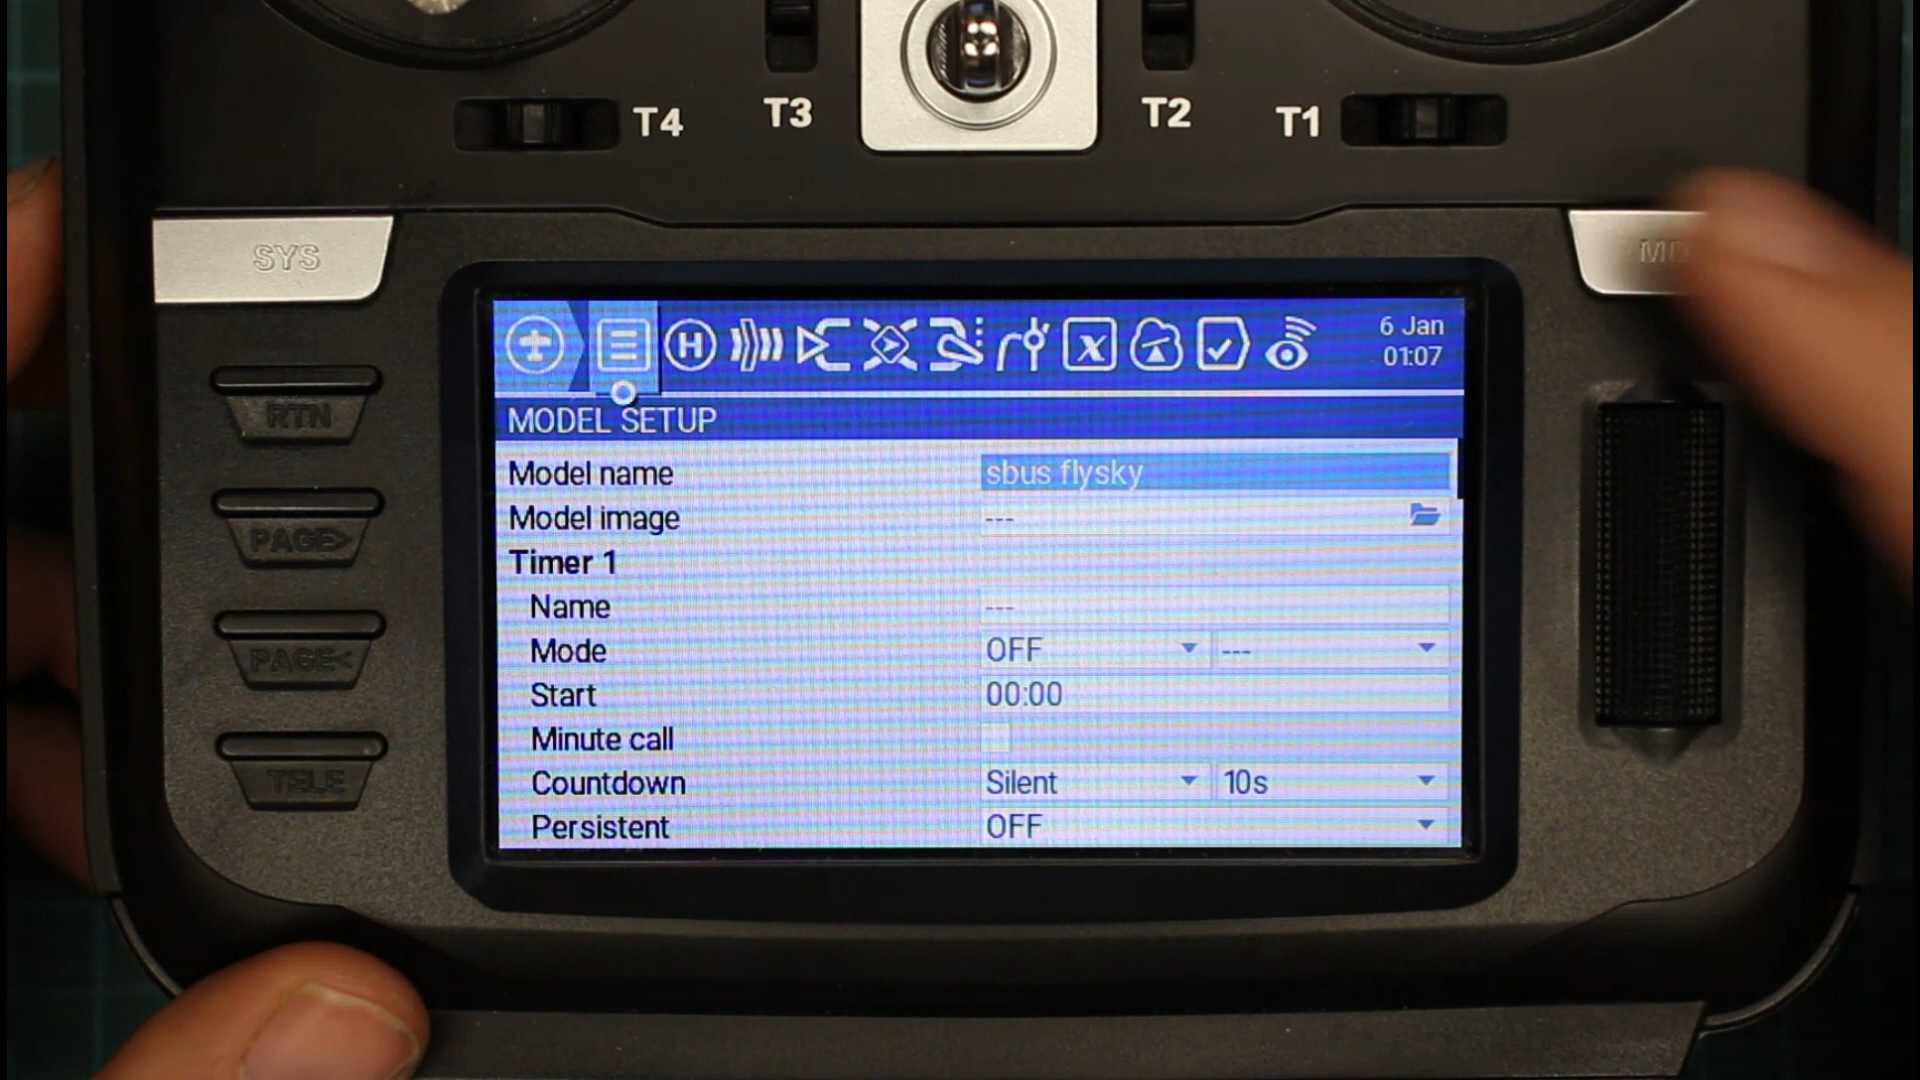 T4 T3 T2 T1
SYS
MD
6 Jan
01:07
MODEL SETUP
Model name sbus flysky
Model image ---
Timer 1
Name ---
Mode OFF ---
Start 00:00
Minute call
Countdown Silent 10s
Persistent OFF
RTN
PAGE>
PAGE<
TELE